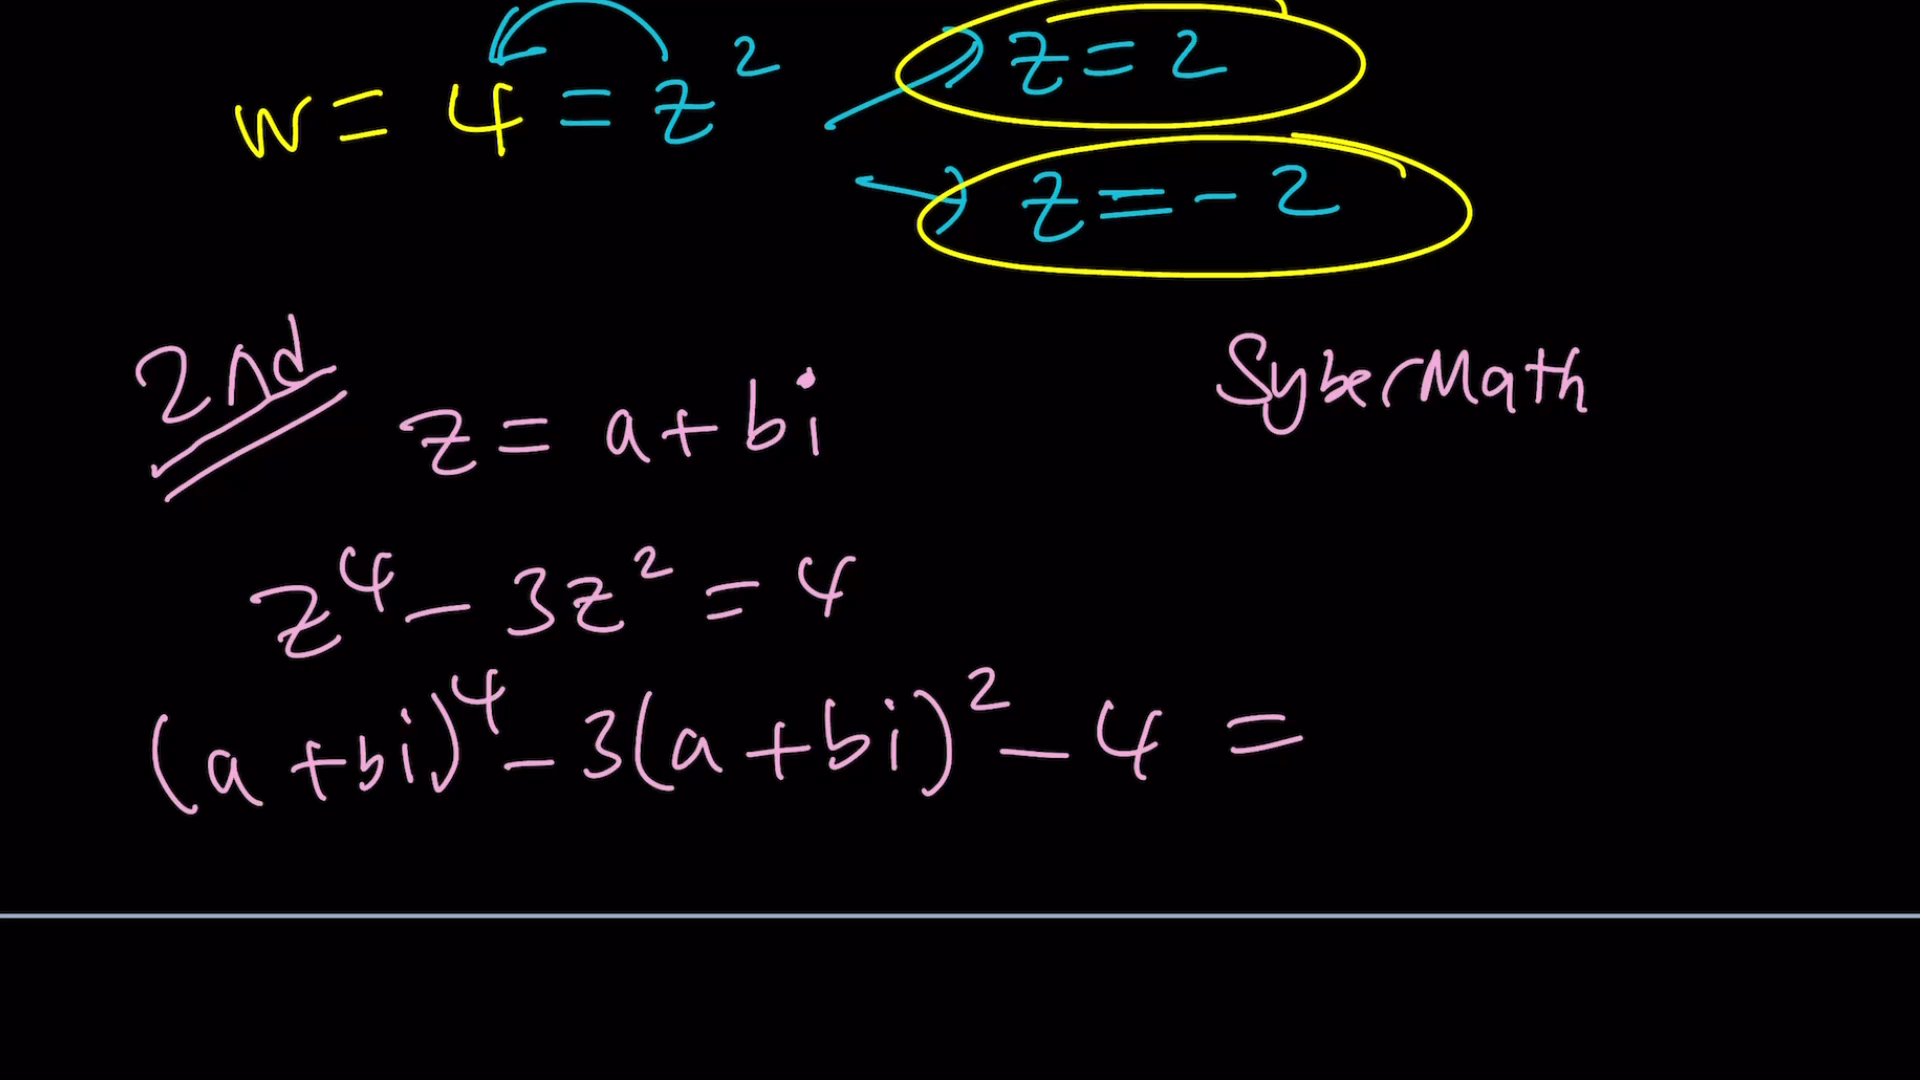 w = 4 = z² z = 2
z = -2
2nd
z = a + bi
SyberMath
z⁴ - 3z² = 4
(a + bi)⁴ - 3(a + bi)² - 4 =